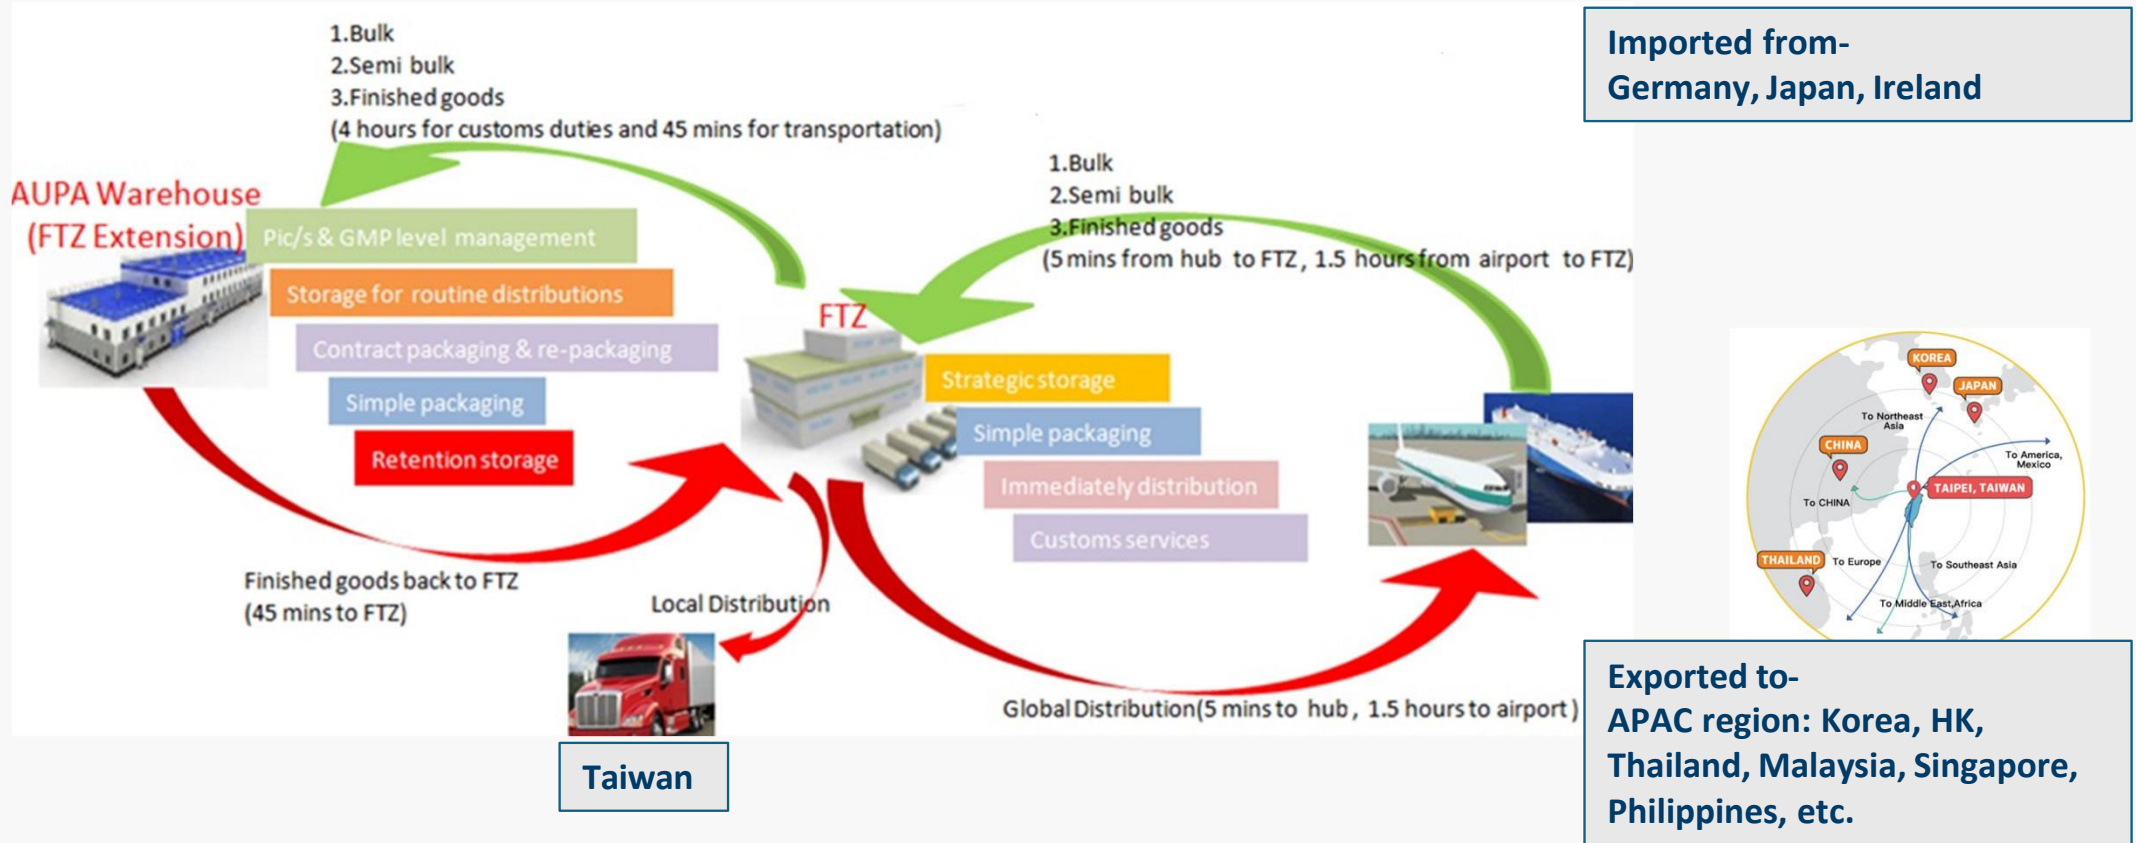 1.Bulk
2.Semi bulk
3.Finished goods
(4 hours for customs duties and 45 mins for transportation)
Imported from-
Germany, Japan, Ireland
1.Bulk
2.Semi bulk
3.Finished goods
(5 mins from hub to FTZ, 1.5 hours from airport to FTZ)
AUPA Warehouse
(FTZ Extension)
Pic/s & GMP level management
Storage for routine distributions
Contract packaging & re-packaging
Simple packaging
Retention storage
FTZ
Strategic storage
Simple packaging
Immediately distribution
Customs services
Finished goods back to FTZ
(45 mins to FTZ)
Local Distribution
Taiwan
Global Distribution(5 mins to hub, 1.5 hours to airport)
KOREA
JAPAN
To Northeast
Asia
CHINA
To America,
Mexico
TAIPEI, TAIWAN
To CHINA
THAILAND
To Europe
To Southeast Asia
To Middle East,Africa
Exported to-
APAC region: Korea, HK,
Thailand, Malaysia, Singapore,
Philippines, etc.